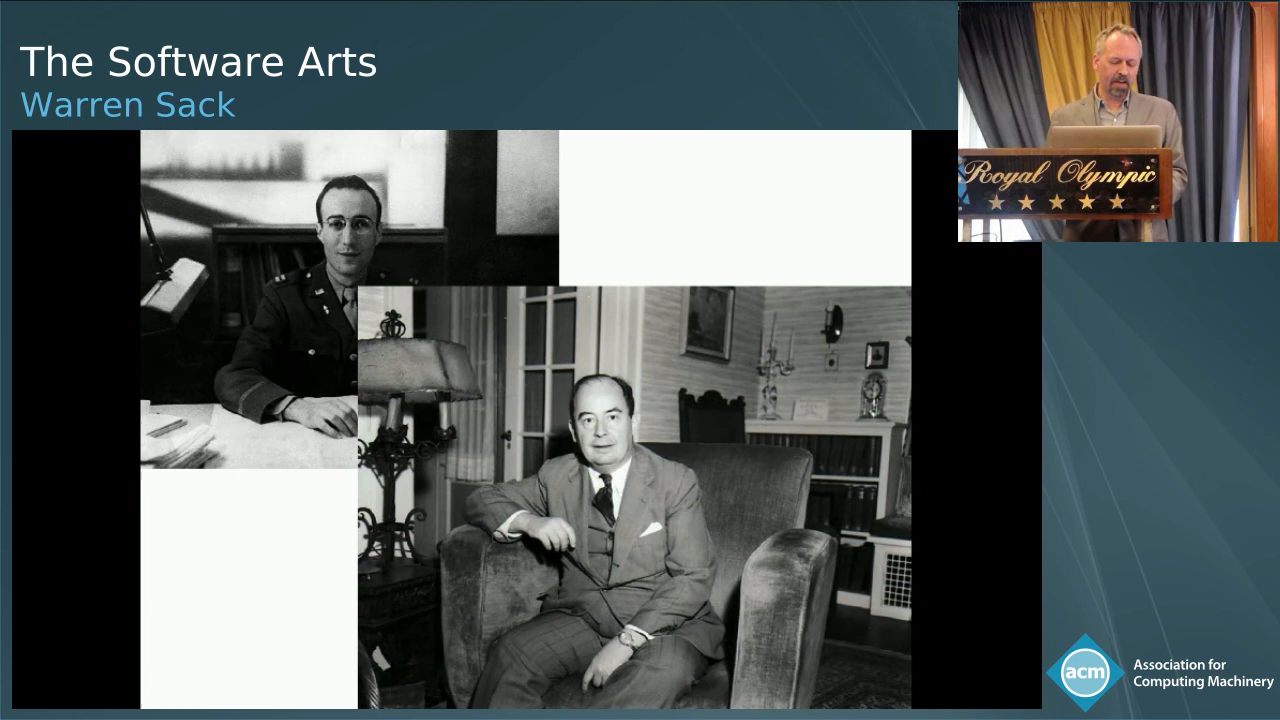 The Software Arts
Warren Sack
Royal Olympic
acm
Association for
Computing Machinery